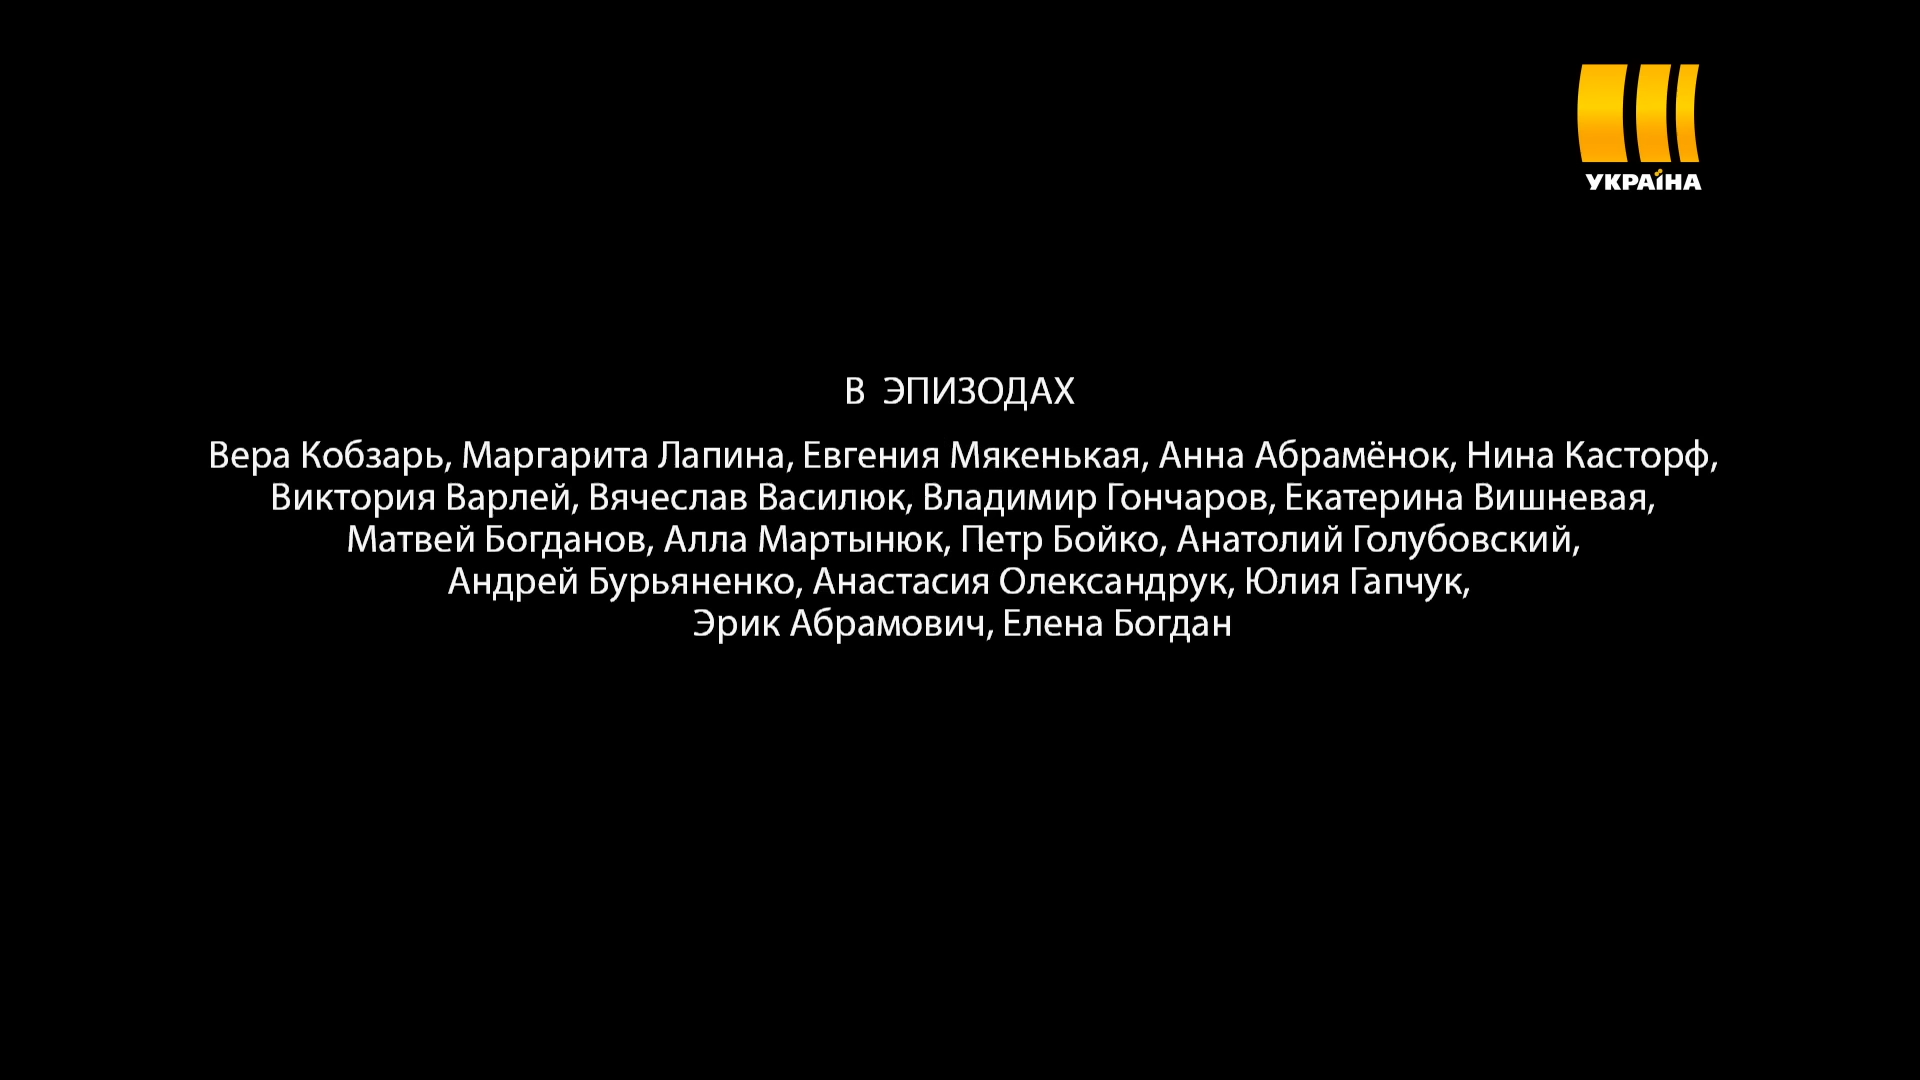 УКРАЇНА
В ЭПИЗОДАХ
Вера Кобзарь, Маргарита Лапина, Евгения Мякенькая, Анна Абрамёнок, Нина Касторф,
Виктория Варлей, Вячеслав Василюк, Владимир Гончаров, Екатерина Вишневая,
Матвей Богданов, Алла Мартынюк, Петр Бойко, Анатолий Голубовский,
Андрей Бурьяненко, Анастасия Олександрук, Юлия Гапчук,
Эрик Абрамович, Елена Богдан